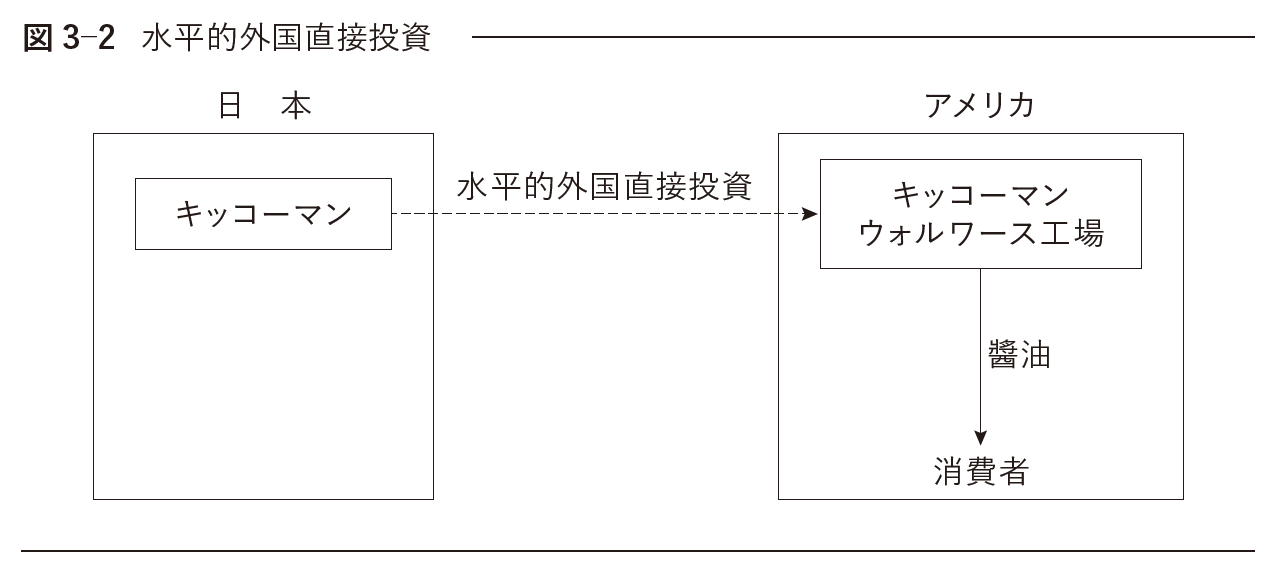 図 3–2 水平的外国直接投資
日 本
アメリカ
キッコーマン
水平的外国直接投資
キッコーマン
ウォルワース工場
醬油
消費者